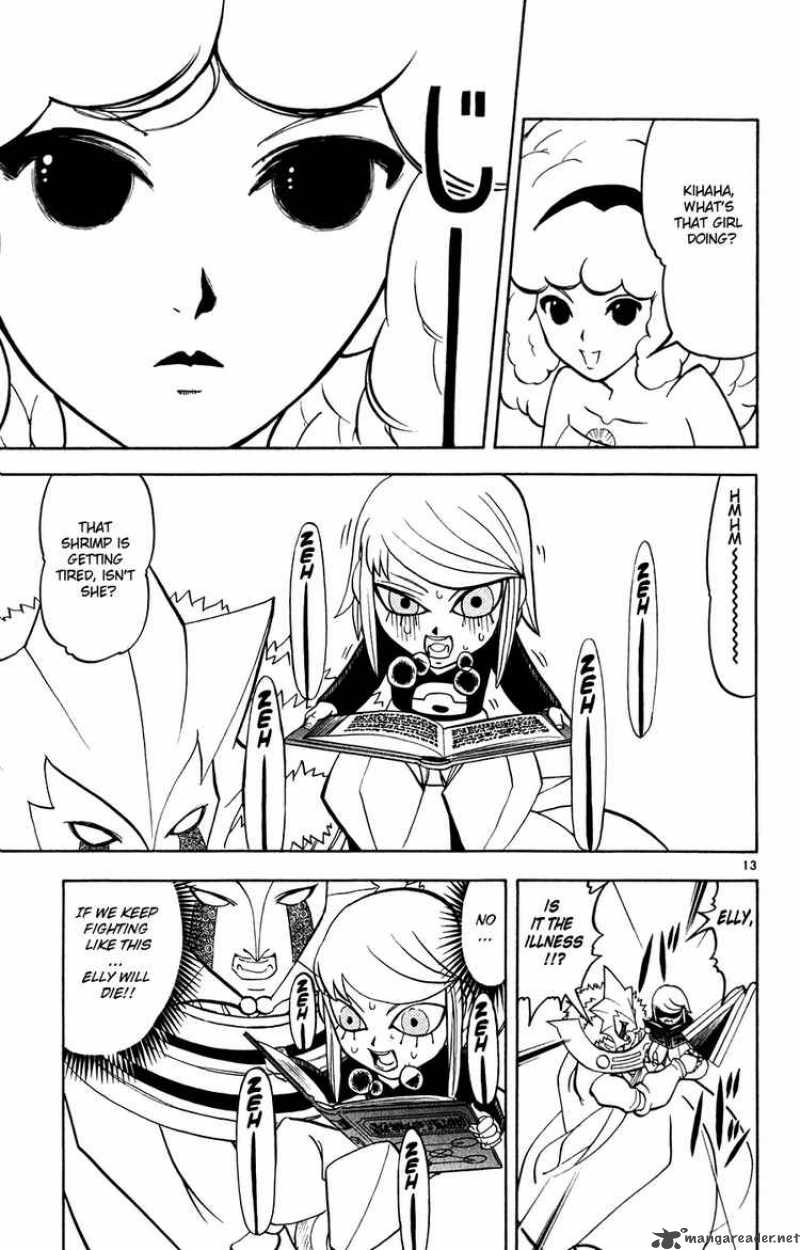 KIHAHA,
WHAT'S
THAT GIRL
DOING?
じー
HMHM~
THAT
SHRIMP IS
GETTING
TIRED, ISN'T
SHE?
ZEH
ZEH
ZEH
ZEH
13
ELLY,
IS
IT THE
ILLNESS
!!?
NO
...
IF WE KEEP
FIGHTING
LIKE THIS
...
ELLY WILL
DIE!!
ZEH
ZEH
ZEH
ZEH
mangareader.net